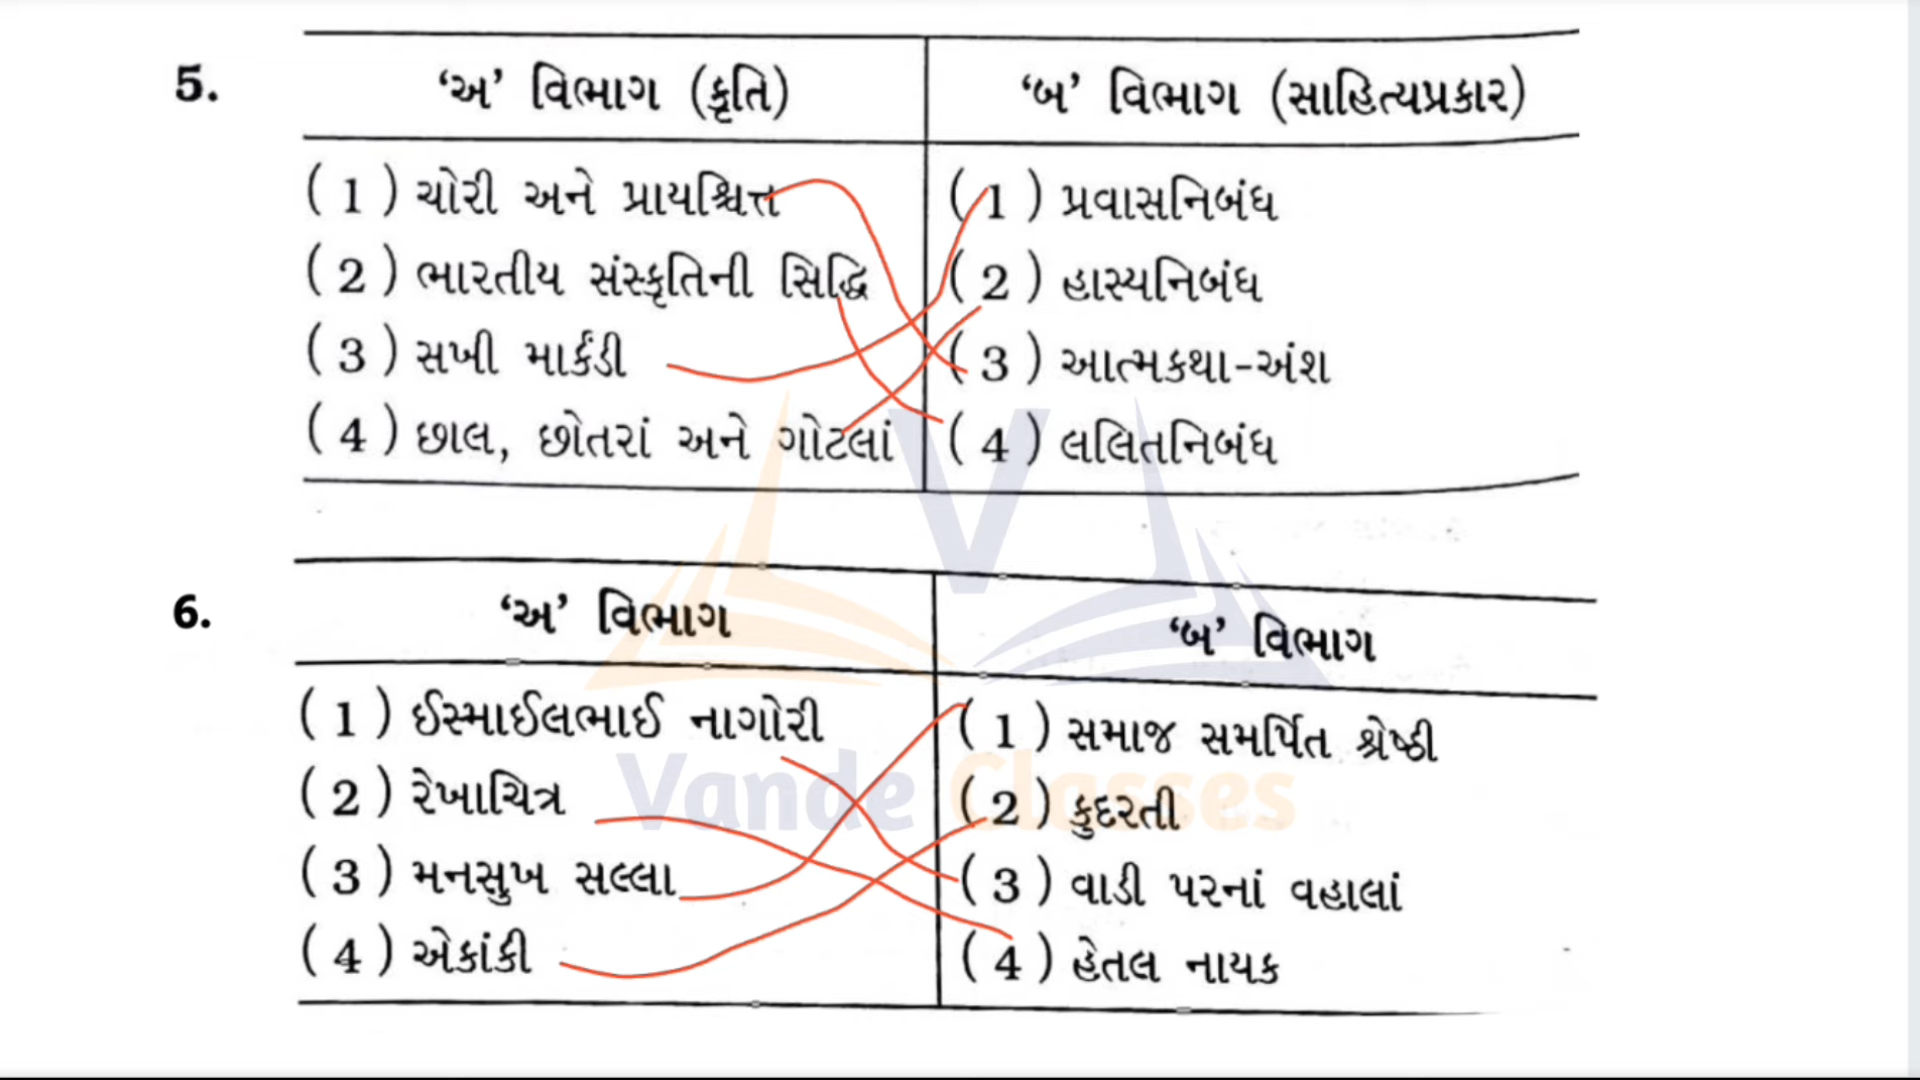 5.
‘અ’ વિભાગ (કૃતિ) ‘બ’ વિભાગ (સાહિત્યપ્રકાર)
( 1 ) ચોરી અને પ્રાયશ્ચિત્ત ( 1 ) પ્રવાસનિબંધ
( 2 ) ભારતીય સંસ્કૃતિની સિદ્ધિ ( 2 ) હાસ્યનિબંધ
( 3 ) સખી માર્કંડી ( 3 ) આત્મકથા-અંશ
( 4 ) છાલ, છોતરાં અને ગોટલાં ( 4 ) લલિતનિબંધ
6.
‘અ’ વિભાગ ‘બ’ વિભાગ
( 1 ) ઈસ્માઈલભાઈ નાગોરી ( 1 ) સમાજ સમર્પિત શ્રેષ્ઠી
( 2 ) રેખાચિત્ર ( 2 ) કુદરતી
( 3 ) મનસુખ સલ્લા ( 3 ) વાડી પરનાં વહાલાં
( 4 ) એકાંકી ( 4 ) હેતલ નાયક
Vande Classes